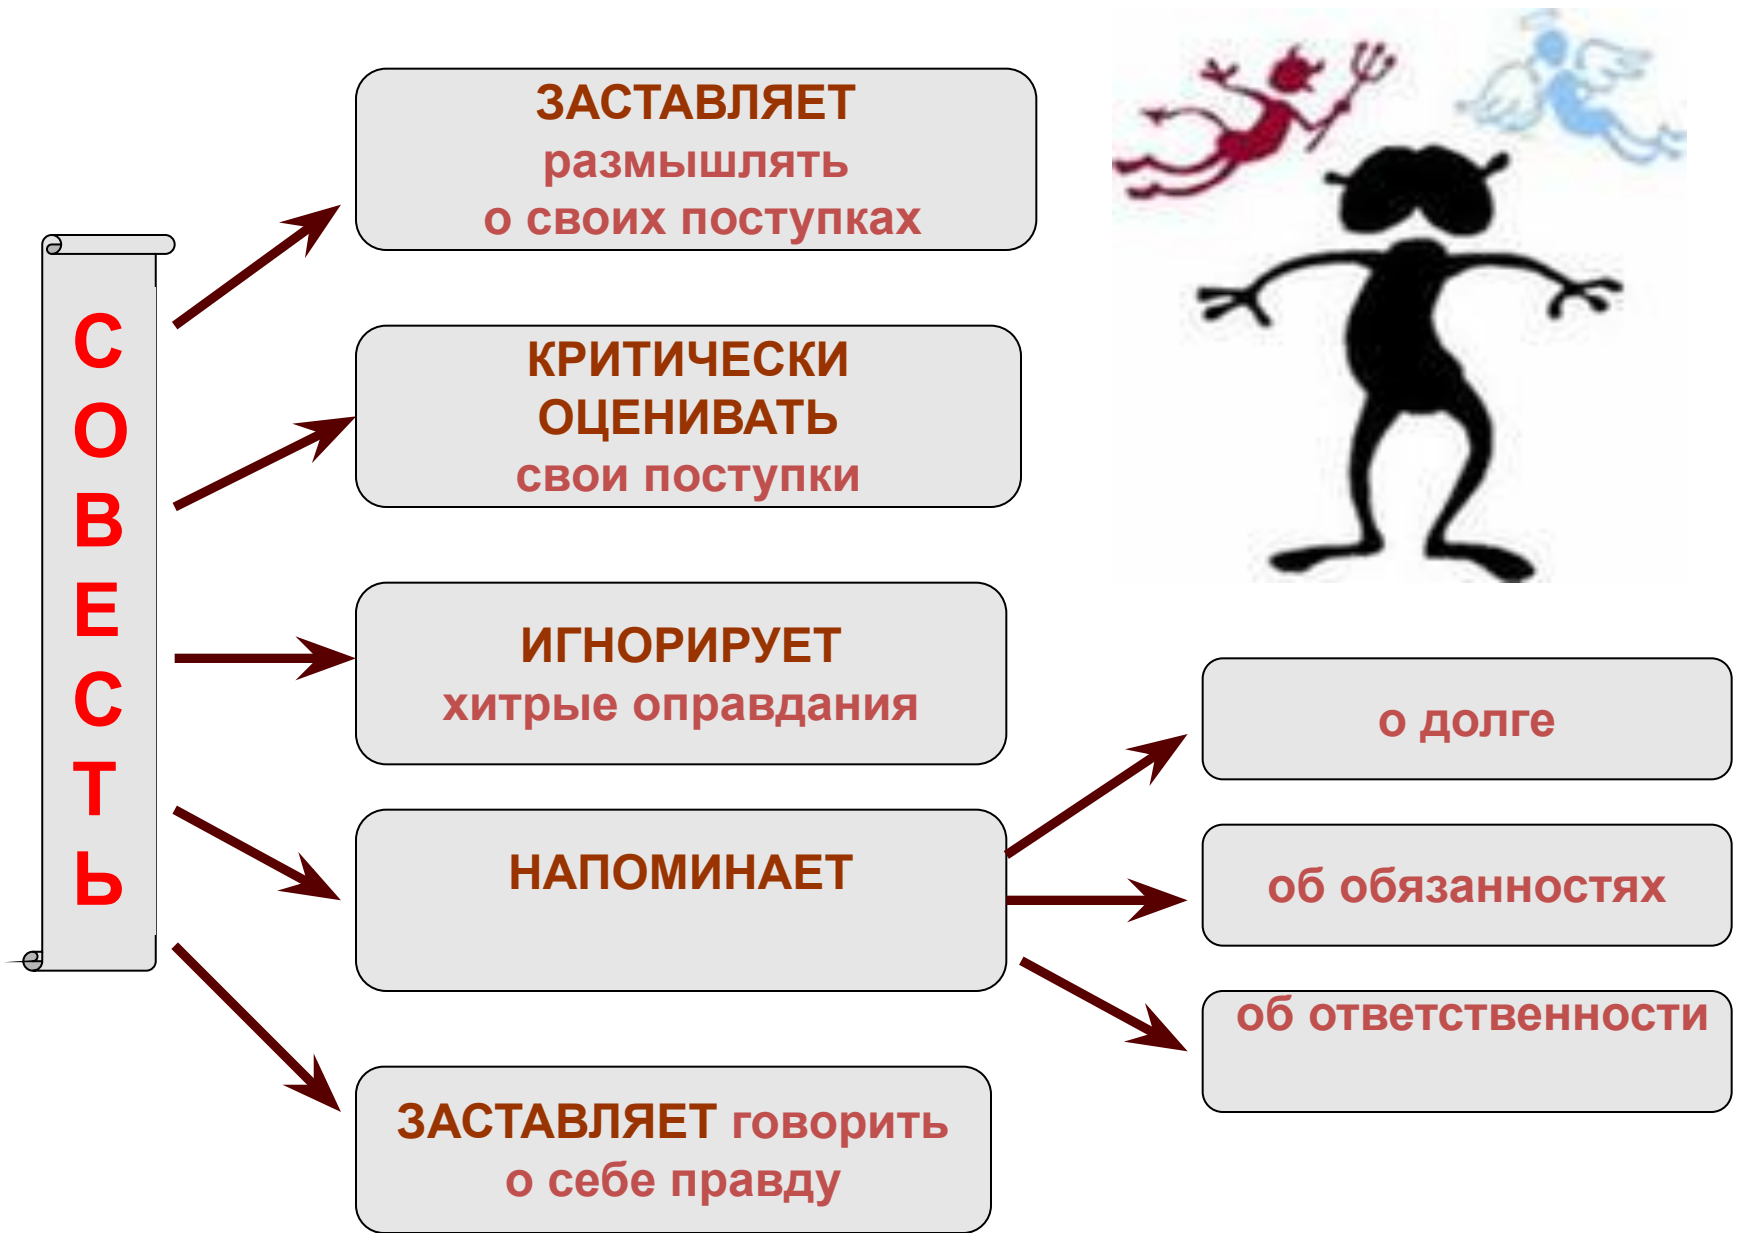 СОВЕСТЬ
ЗАСТАВЛЯЕТ
размышлять
о своих поступках
КРИТИЧЕСКИ
ОЦЕНИВАТЬ
свои поступки
ИГНОРИРУЕТ
хитрые оправдания
НАПОМИНАЕТ
о долге
об обязанностях
об ответственности
ЗАСТАВЛЯЕТ говорить
о себе правду